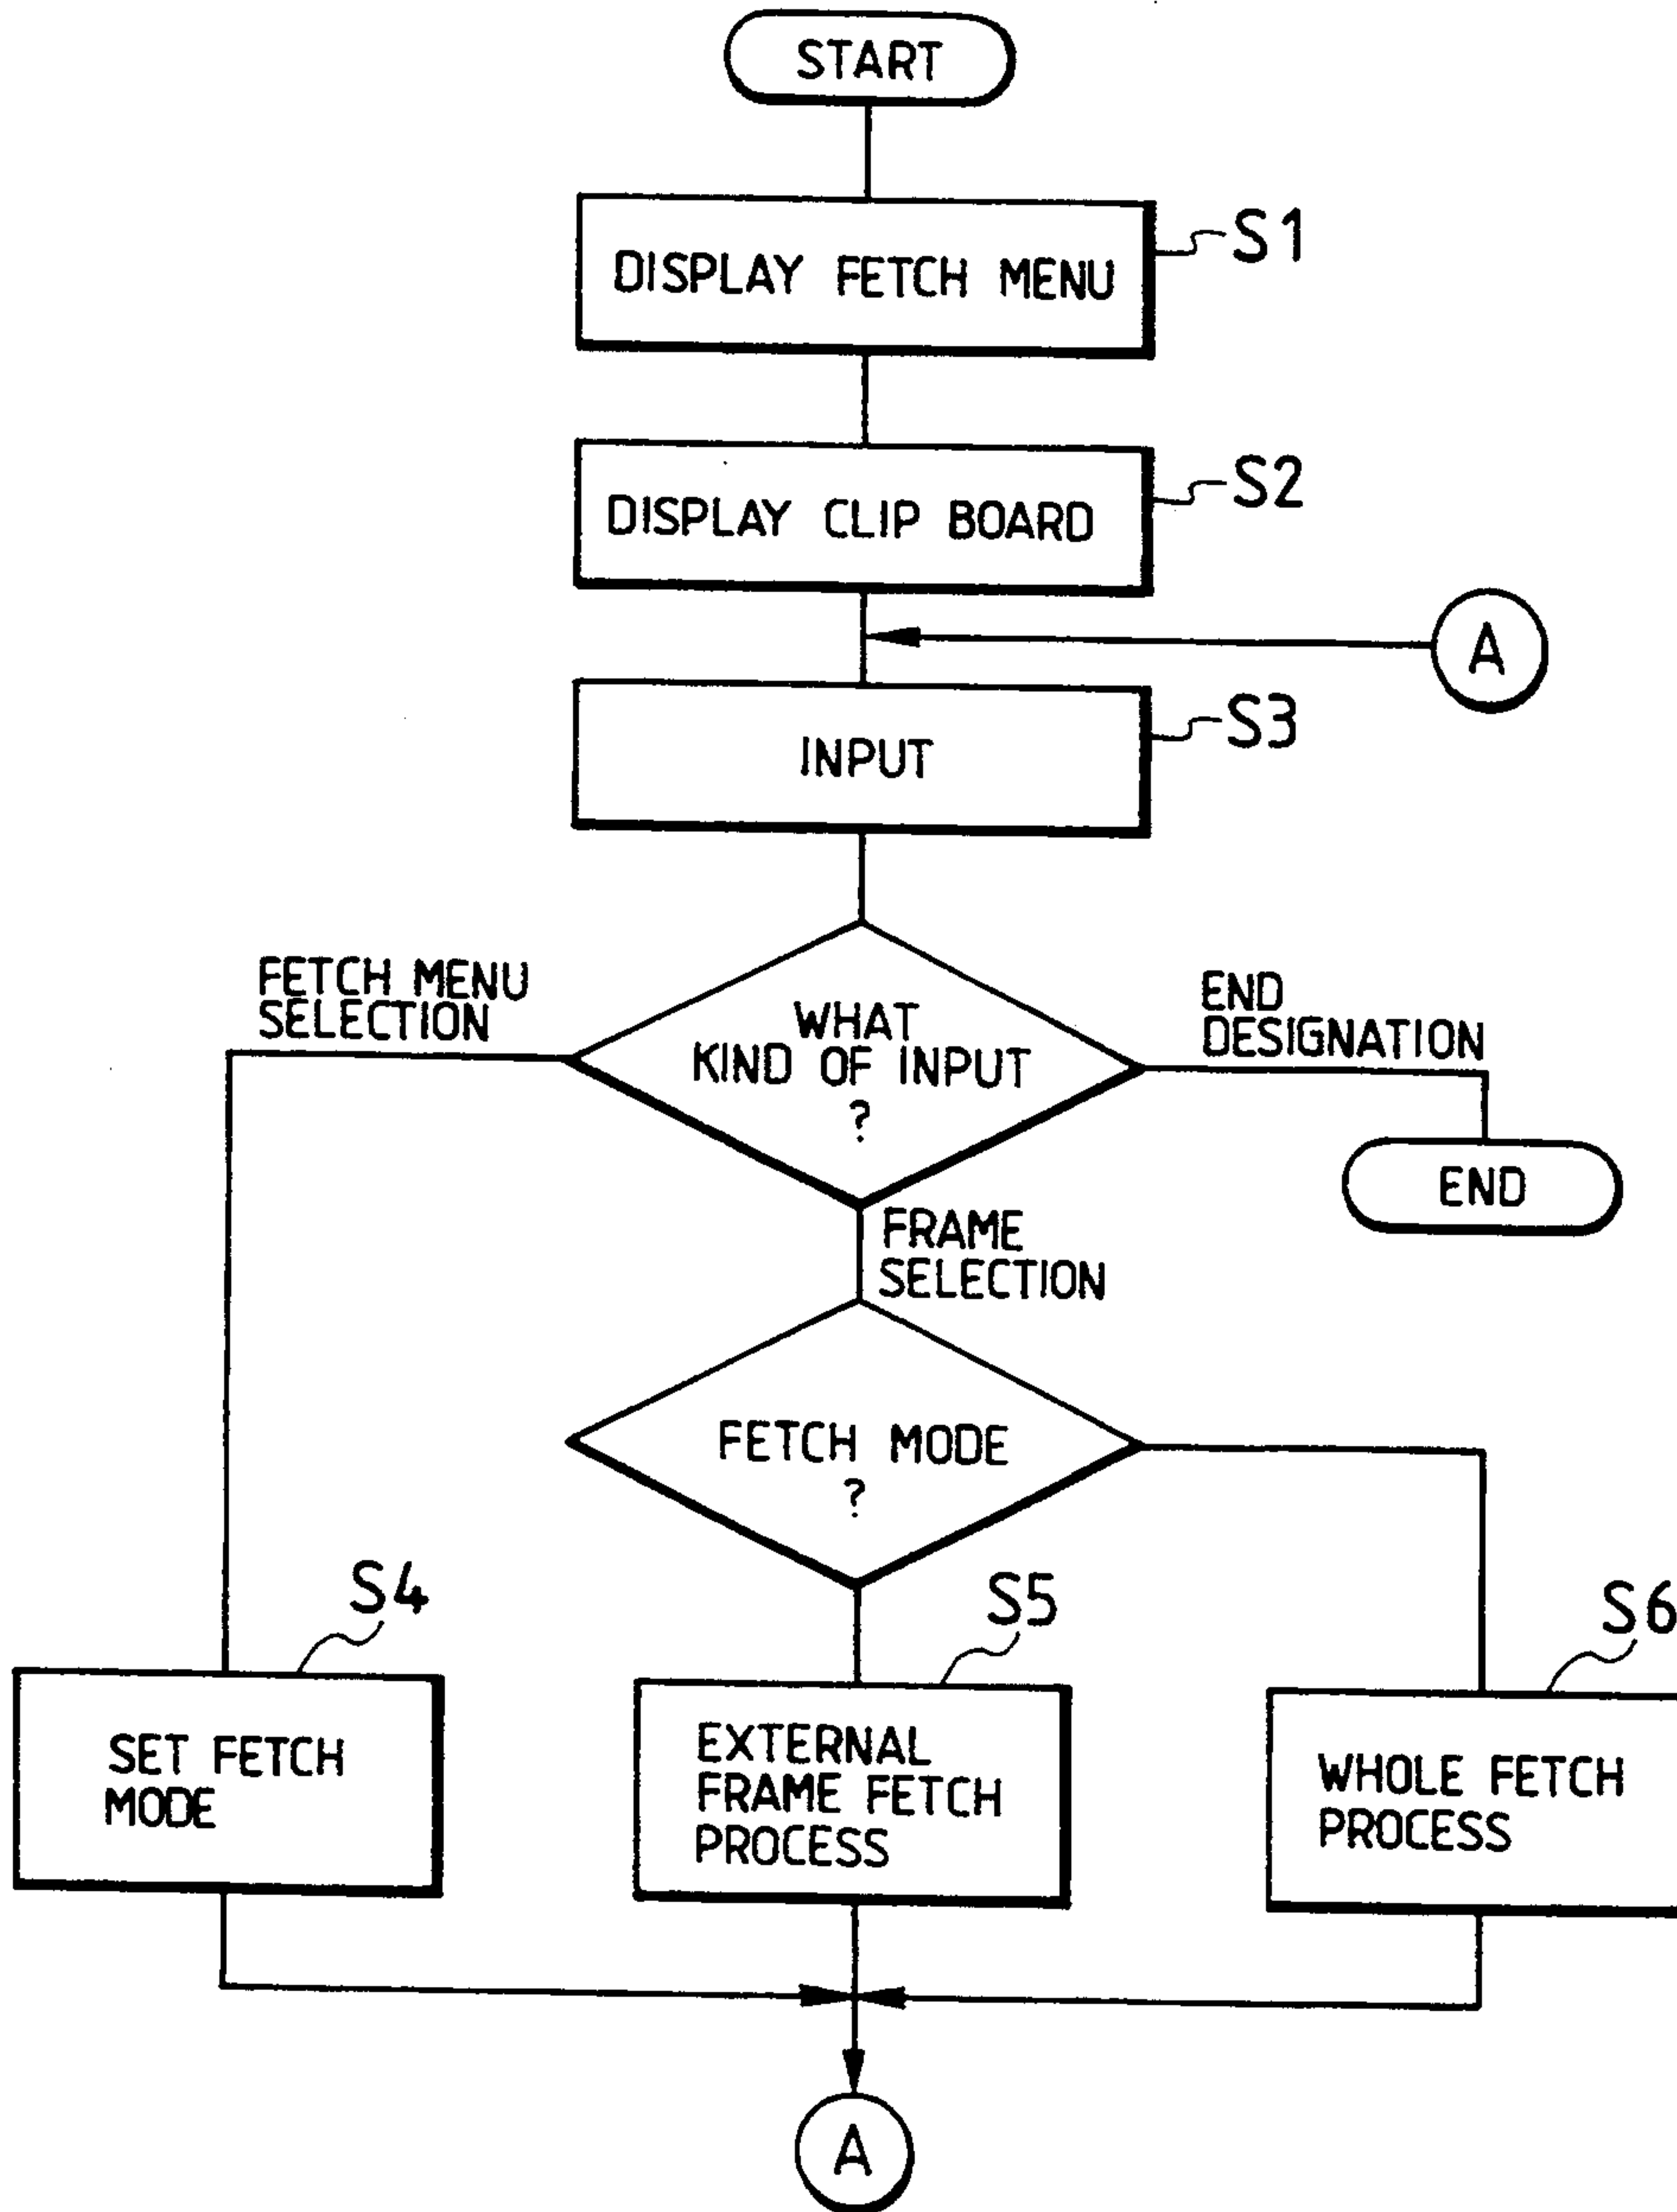 START
DISPLAY FETCH MENU
S1
DISPLAY CLIP BOARD
S2
A
INPUT
S3
FETCH MENU
SELECTION
WHAT
KIND OF INPUT
?
END
DESIGNATION
END
FRAME
SELECTION
FETCH MODE
?
S4
S5
S6
SET FETCH
MODE
EXTERNAL
FRAME FETCH
PROCESS
WHOLE FETCH
PROCESS
A